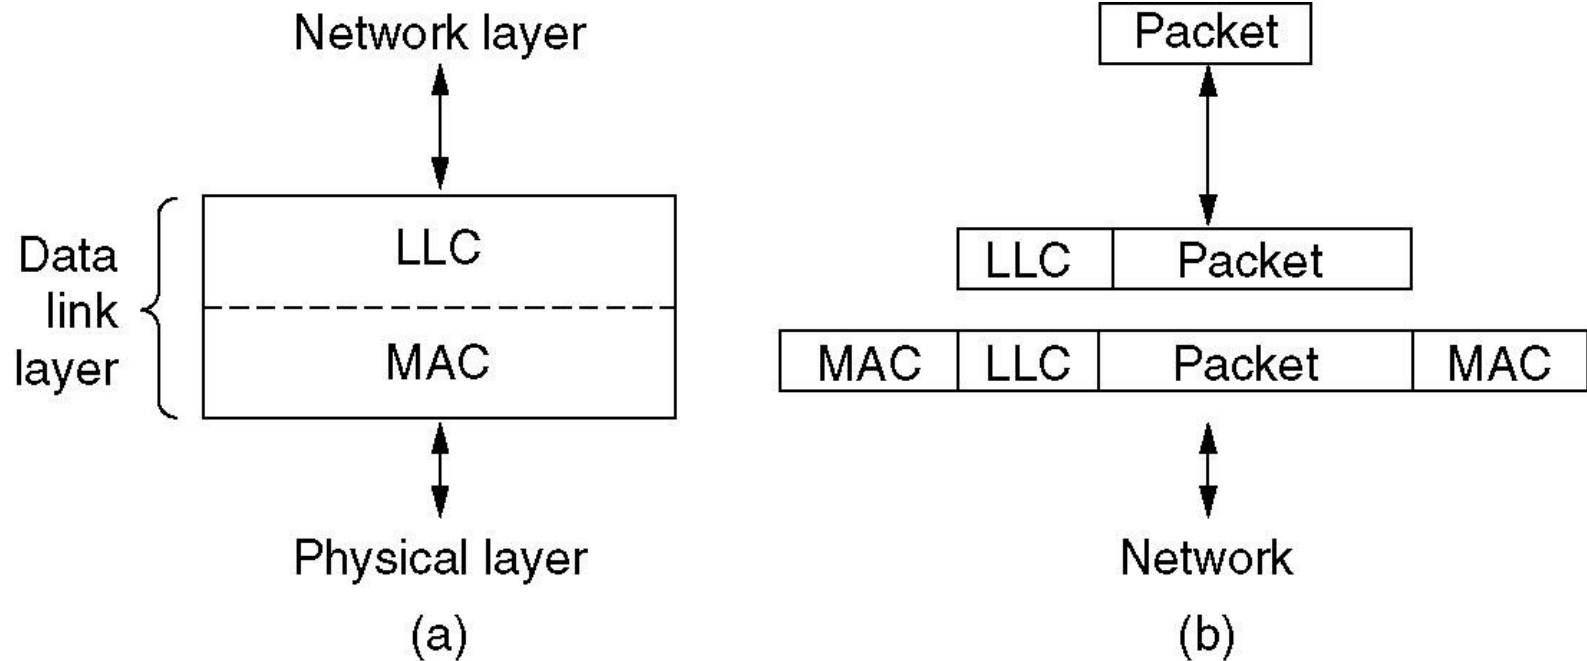 Network layer
Data
link
layer
LLC
MAC
Physical layer
(a)
Packet
LLC Packet
MAC LLC Packet MAC
Network
(b)